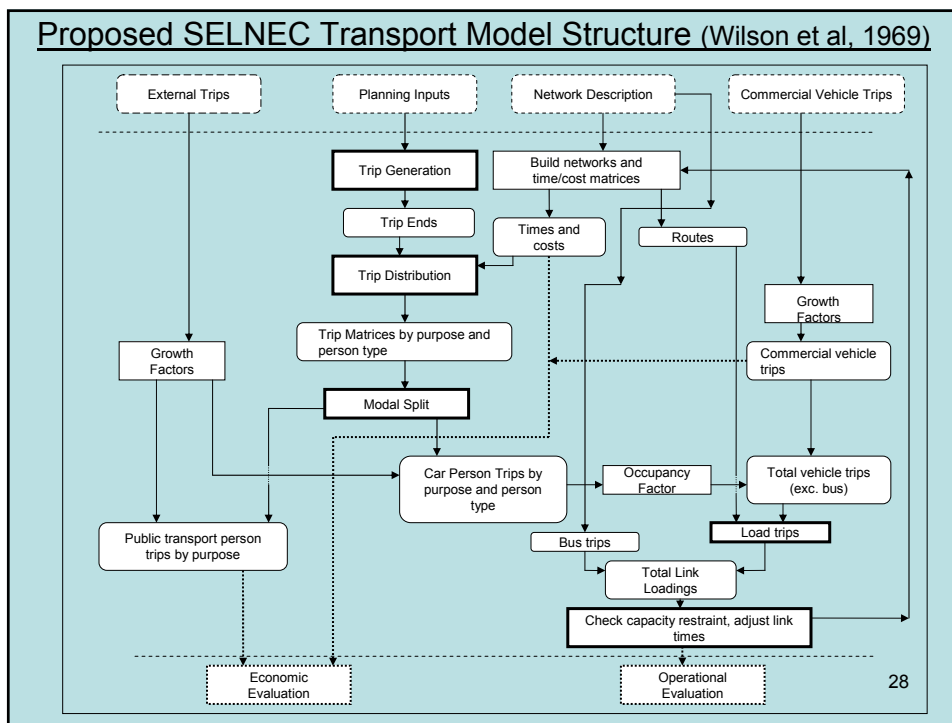 Proposed SELNEC Transport Model Structure (Wilson et al, 1969)
External Trips
Planning Inputs
Network Description
Commercial Vehicle Trips
Trip Generation
Build networks and
time/cost matrices
Trip Ends
Times and
costs
Routes
Trip Distribution
Growth
Factors
Trip Matrices by purpose and
person type
Growth
Factors
Commercial vehicle
trips
Modal Split
Car Person Trips by
purpose and person
type
Occupancy
Factor
Total vehicle trips
(exc. bus)
Public transport person
trips by purpose
Bus trips
Load trips
Total Link
Loadings
Check capacity restraint, adjust link
times
Economic
Evaluation
Operational
Evaluation
28